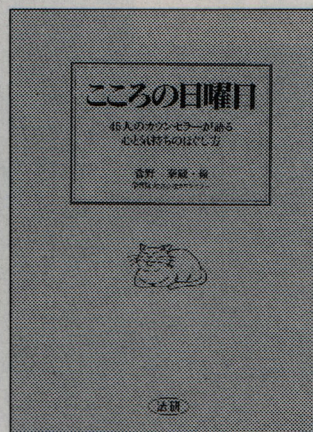 こころの日曜日
45人のカウンセラーが語る
心と気持ちのほぐし方
菅野 泰蔵・編
法研